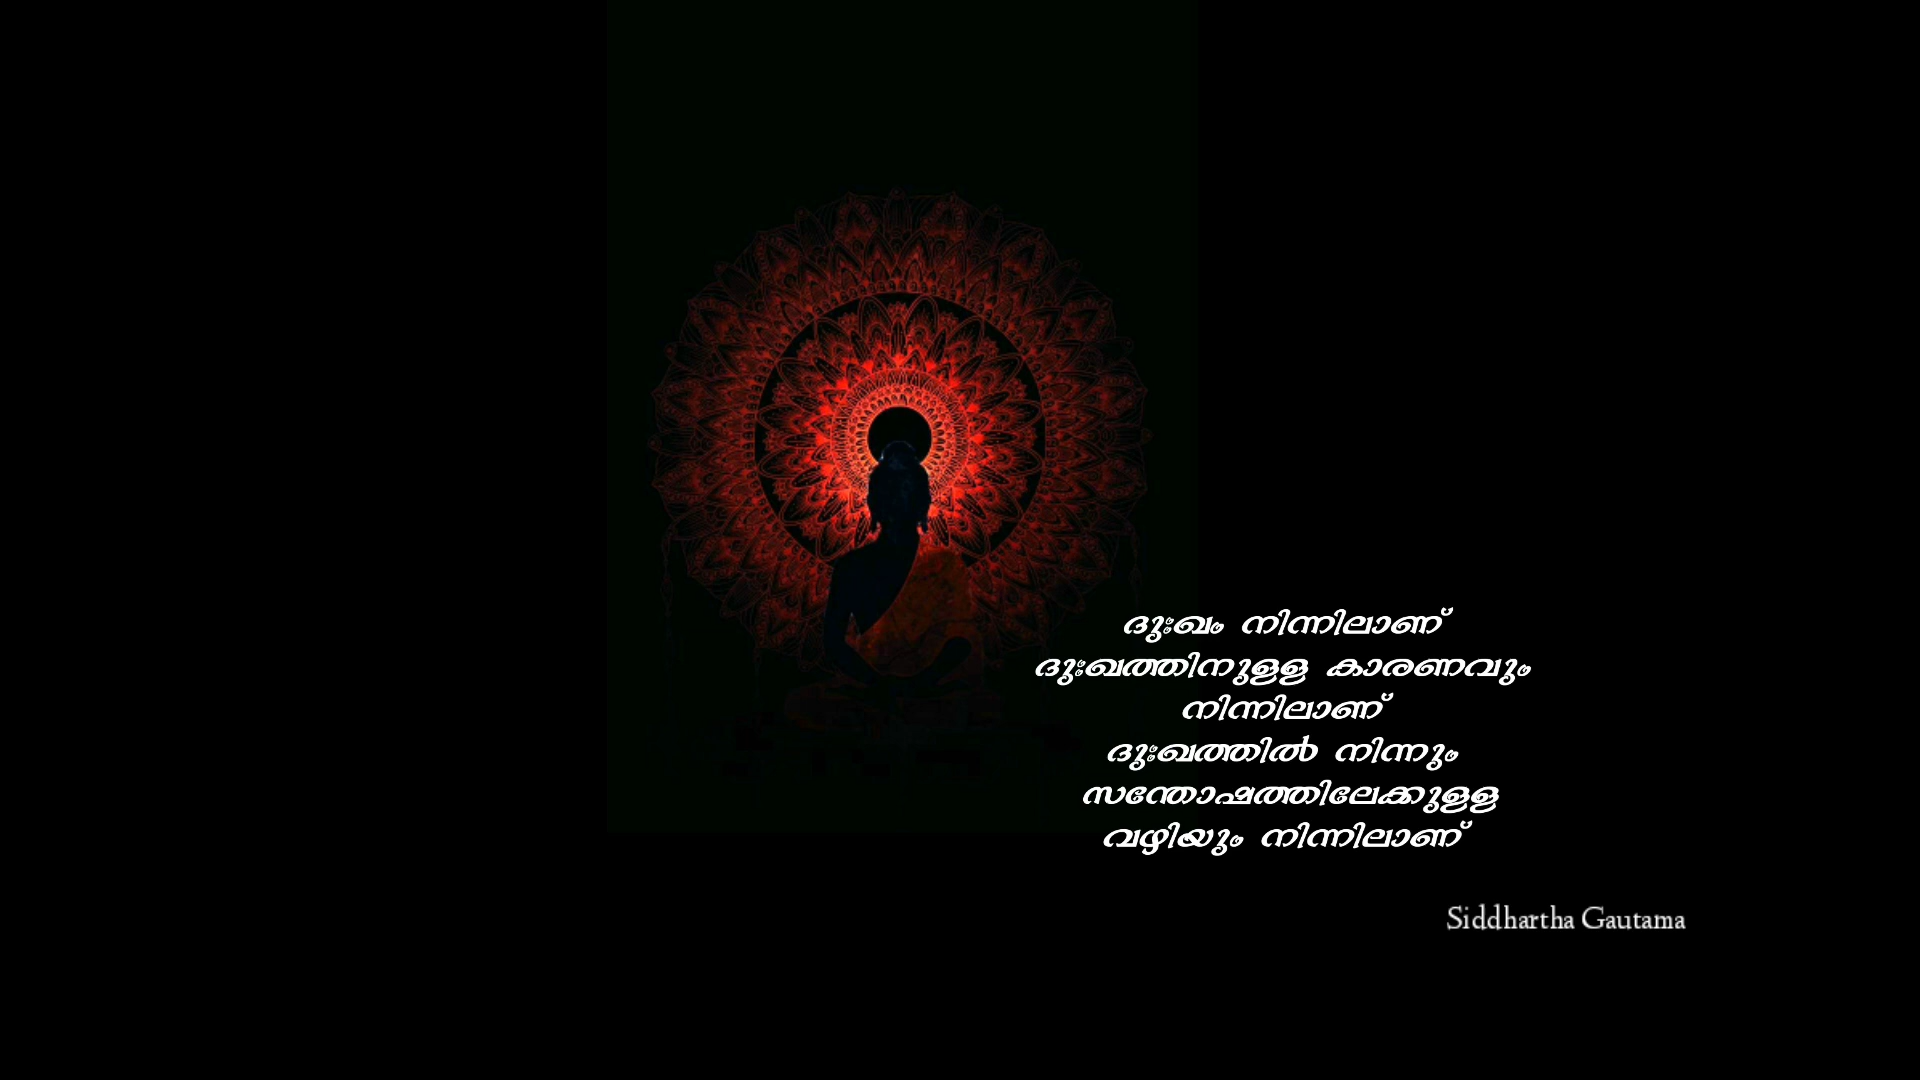 ദുഃഖം നിന്നിലാണ്
ദുഃഖത്തിനുള്ള കാരണവും
നിന്നിലാണ്
ദുഃഖത്തിൽ നിന്നും
സന്തോഷത്തിലേക്കുള്ള
വഴിയും നിന്നിലാണ്
Siddhartha Gautama